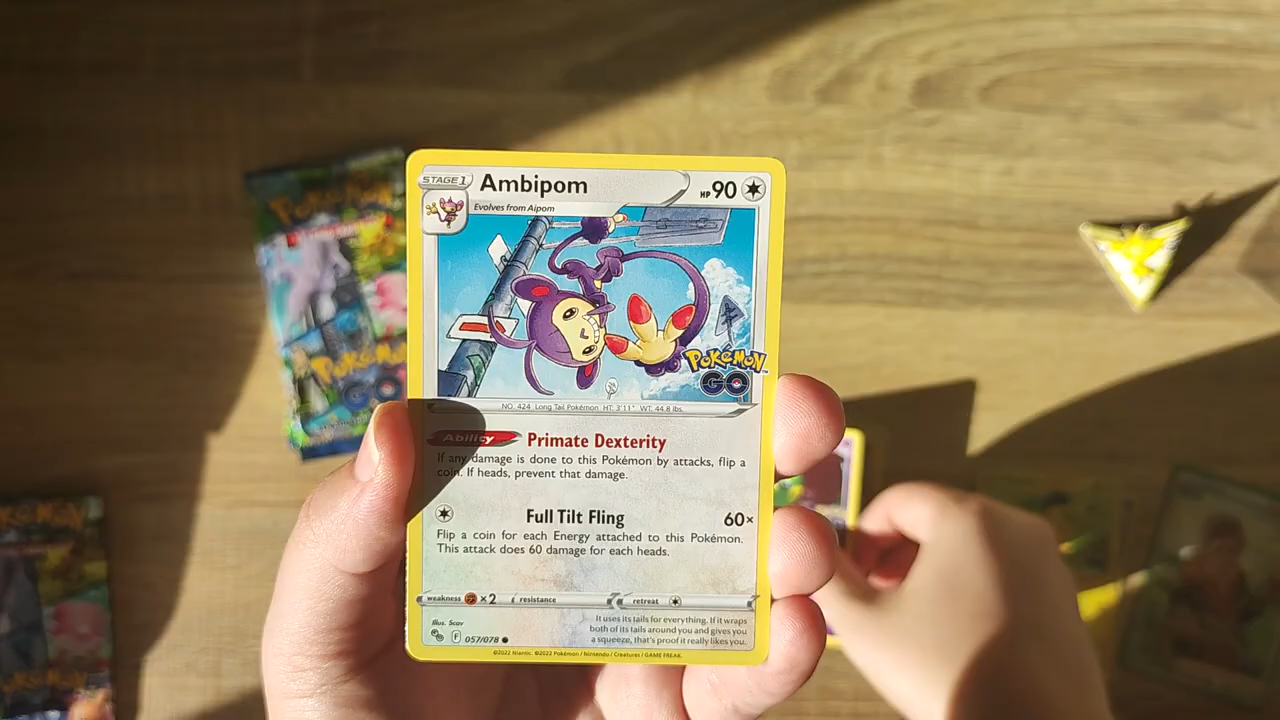 STAGE 1
Ambipom
HP 90
Evolves from Aipom
POKÉMON
GO
NO. 424 Long Tail Pokémon HT: 3'11" WT: 44.8 lbs.
Ability Primate Dexterity
If any damage is done to this Pokémon by attacks, flip a
coin. If heads, prevent that damage.
Full Tilt Fling 60×
Flip a coin for each Energy attached to this Pokémon.
This attack does 60 damage for each heads.
weakness ×2 resistance retreat
Illus. Scav
F 057/078
It uses its tails for everything. If it wraps
both of its tails around you and gives you
a squeeze, that's proof it really likes you.
©2022 Niantic. ©2022 Pokémon / Nintendo / Creatures / GAME FREAK.
POKÉMON
POKÉMON
GO
POKÉMON